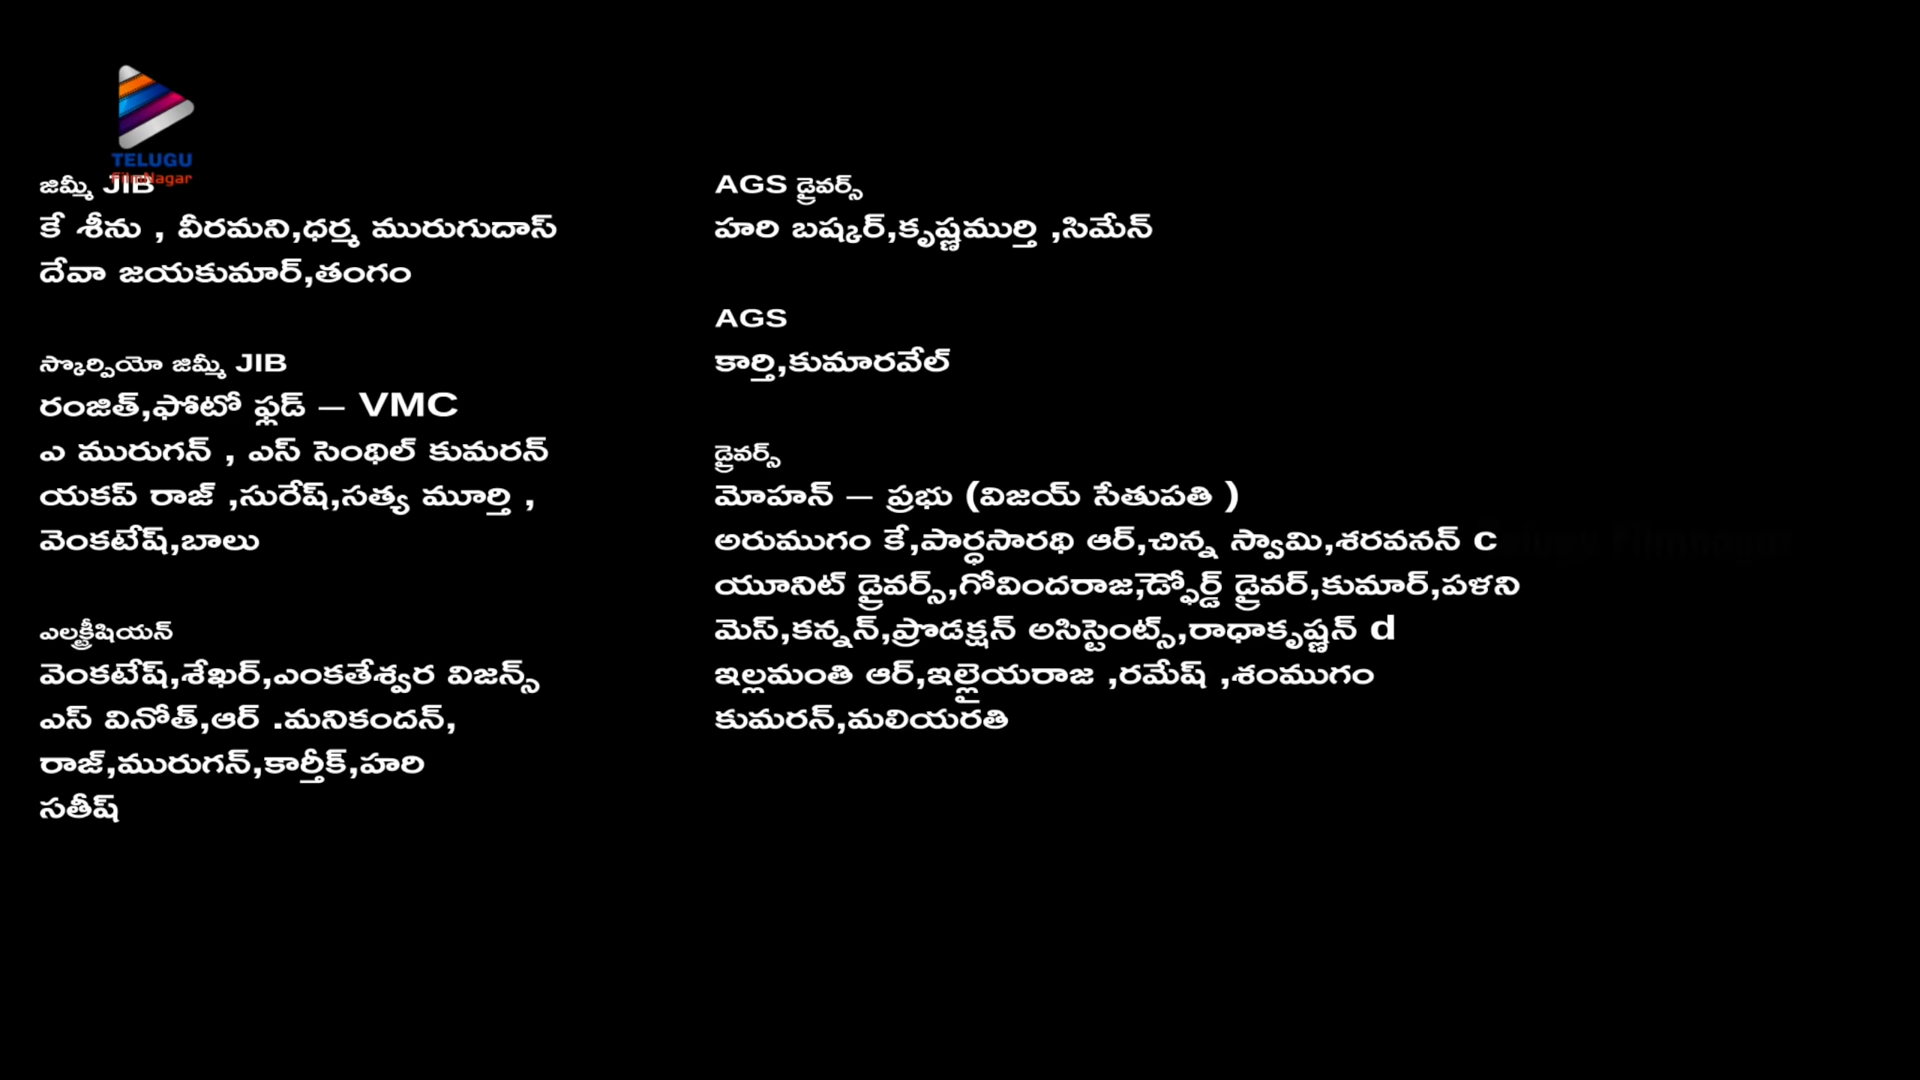 TELUGU
FilmNagar
జిమ్మీ JIB
కే శీను , వీరమని,ధర్మ మురుగుదాస్
దేవా జయకుమార్,తంగం
స్కొర్పియో జిమ్మీ JIB
రంజిత్,ఫోటో ఫ్లడ్ – VMC
ఎ మురుగన్ , ఎస్ సెంథిల్ కుమరన్
యకప్ రాజ్ ,సురేష్,సత్య మూర్తి ,
వెంకటేష్,బాలు
ఎలక్ట్రీషియన్
వెంకటేష్,శేఖర్,ఎంకతేశ్వర విజన్స్
ఎస్ వినోత్,ఆర్ .మనికందన్,
రాజ్,మురుగన్,కార్తీక్,హరి
సతీష్
AGS డ్రైవర్స్
హరి బష్కర్,కృష్ణముర్తి ,సిమేన్
AGS
కార్తి,కుమారవేల్
డ్రైవర్స్
మోహన్ – ప్రభు (విజయ్ సేతుపతి )
అరుముగం కే,పార్ధసారథి ఆర్,చిన్న స్వామి,శరవనన్ c
యూనిట్ డ్రైవర్స్,గోవిందరాజ, డ్రైవర్,కుమార్,పళని
మెస్,కన్నన్,ప్రొడక్షన్ అసిస్టెంట్స్,రాధాకృష్ణన్ d
ఇల్లమంతి ఆర్,ఇల్లైయరాజ ,రమేష్ ,శంముగం
కుమరన్,మలియరతి